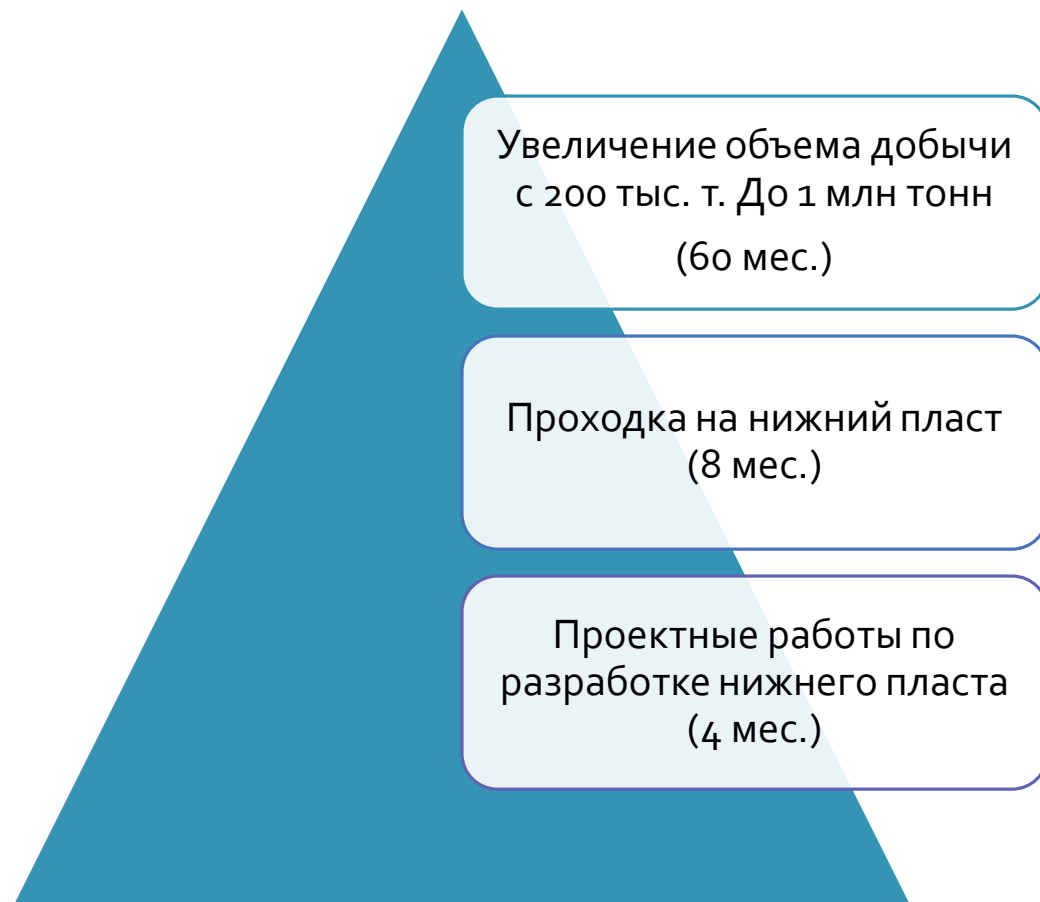 Увеличение объема добычи
с 200 тыс. т. До 1 млн тонн
(60 мес.)
Проходка на нижний пласт
(8 мес.)
Проектные работы по
разработке нижнего пласта
(4 мес.)